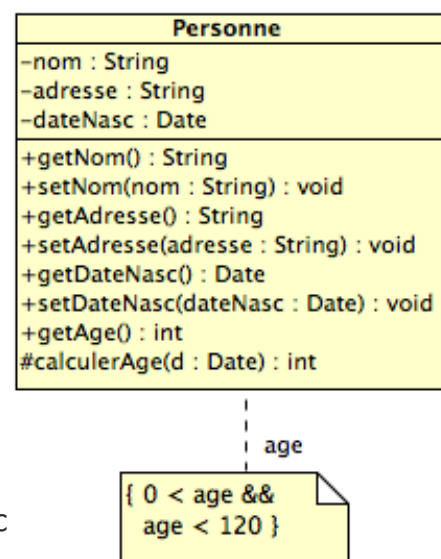 Personne
-nom : String
-adresse : String
-dateNasc : Date
+getNom() : String
+setNom(nom : String) : void
+getAdresse() : String
+setAdresse(adresse : String) : void
+getDateNasc() : Date
+setDateNasc(dateNasc : Date) : void
+getAge() : int
#calculerAge(d : Date) : int
age
{ 0 < age &&
c
age < 120 }